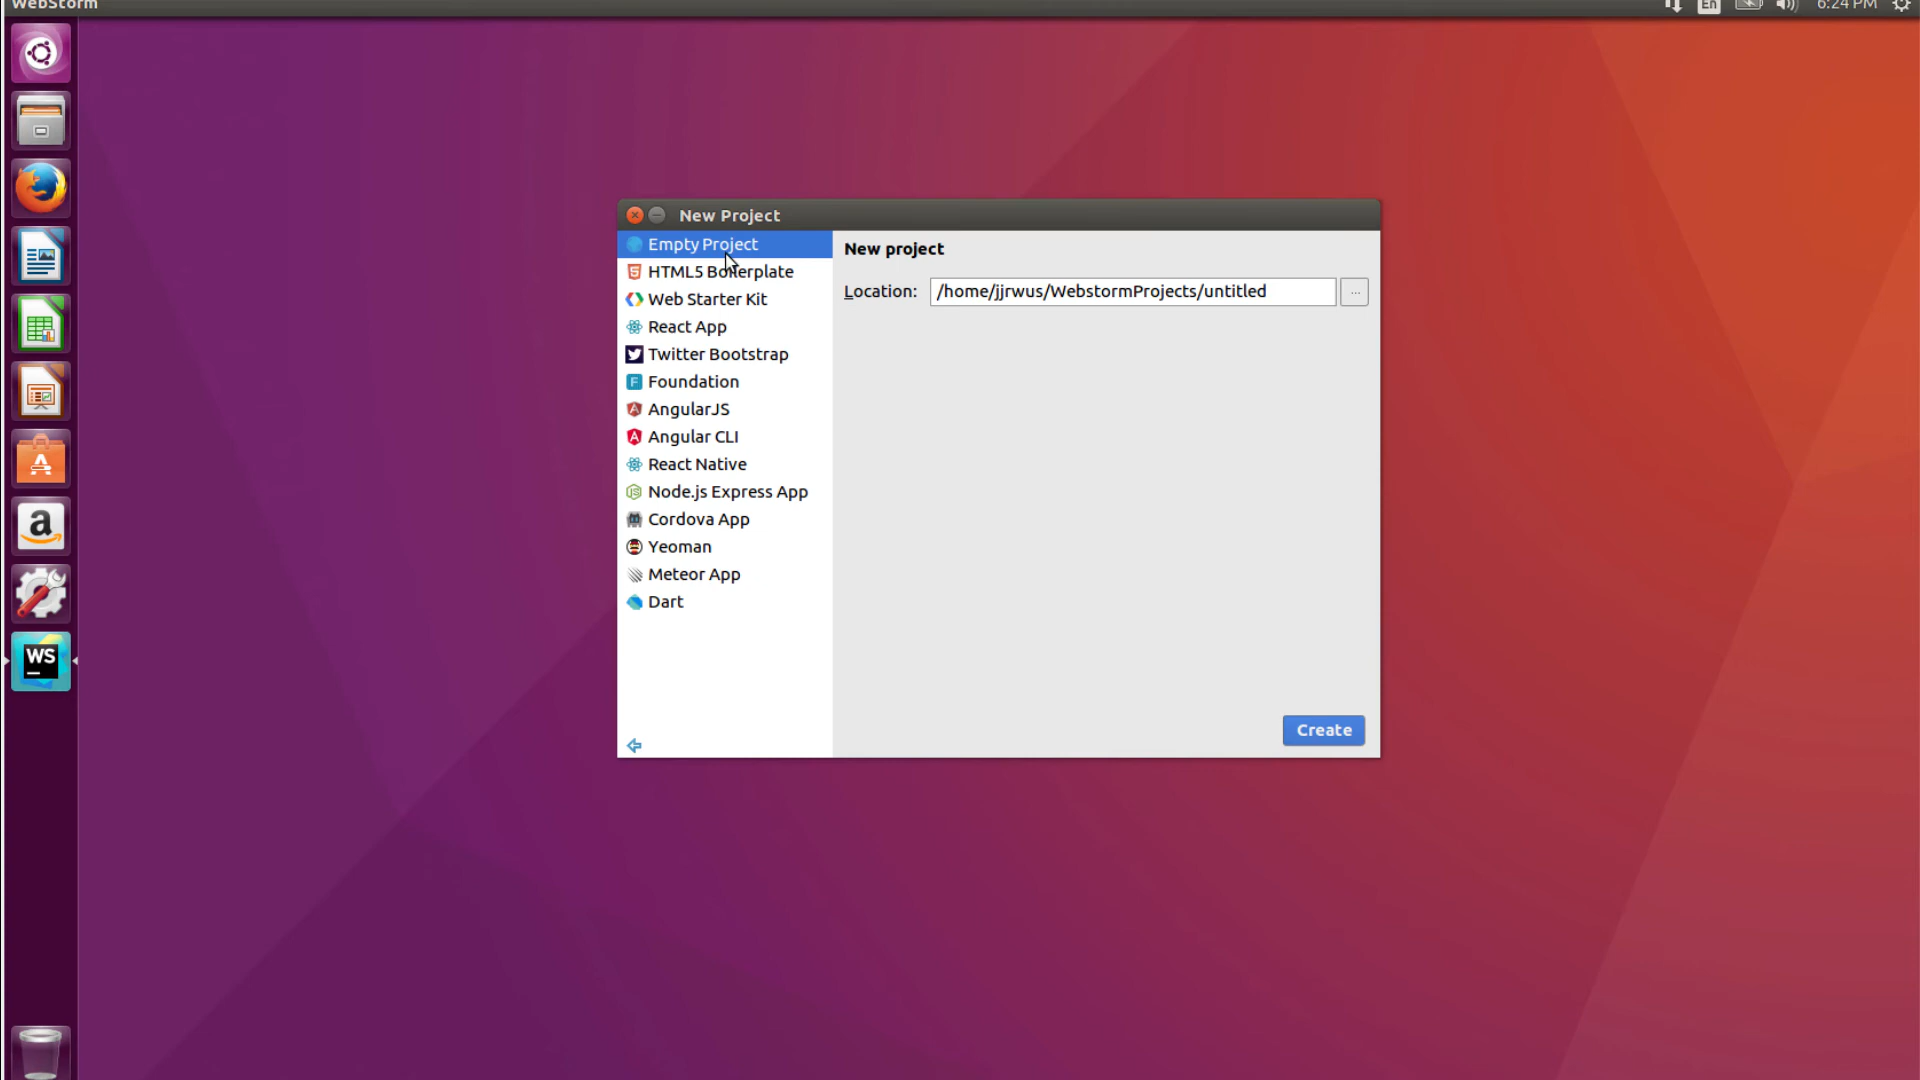 WebStorm
En
6:24 PM
New Project
Empty Project
HTML5 Boilerplate
Web Starter Kit
React App
Twitter Bootstrap
Foundation
AngularJS
Angular CLI
React Native
Node.js Express App
Cordova App
Yeoman
Meteor App
Dart
New project
Location: /home/jjrwus/WebstormProjects/untitled ...
Create
WS